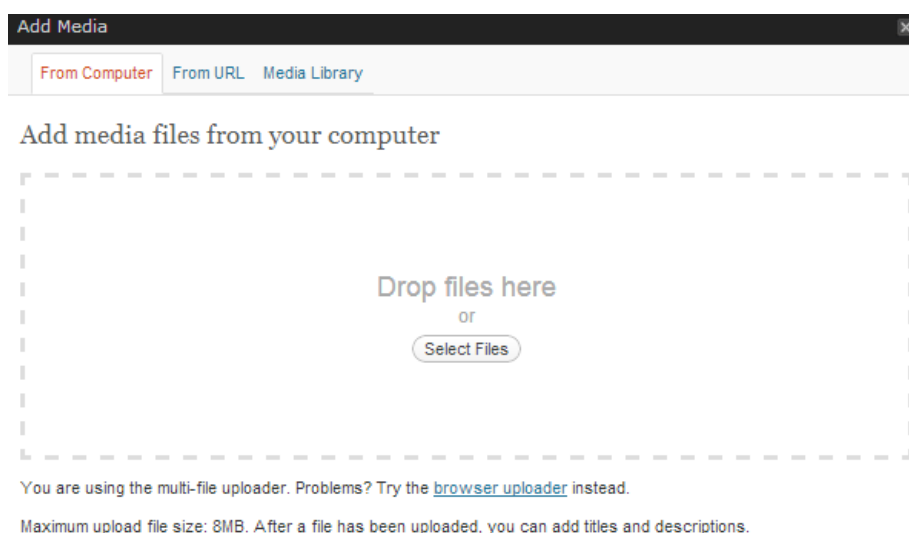 Add Media
From Computer From URL Media Library
Add media files from your computer
Drop files here
or
Select Files
You are using the multi-file uploader. Problems? Try the browser uploader instead.
Maximum upload file size: 8MB. After a file has been uploaded, you can add titles and descriptions.